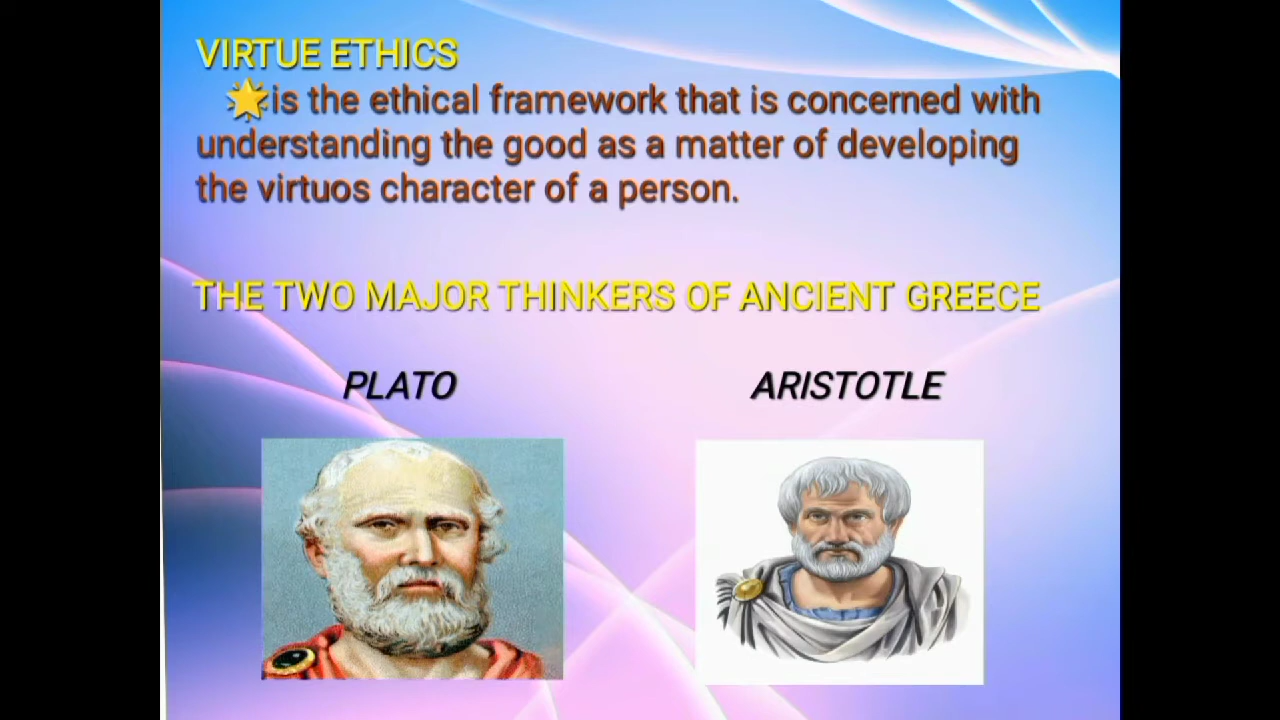 VIRTUE ETHICS
🌟is the ethical framework that is concerned with
understanding the good as a matter of developing
the virtuos character of a person.
THE TWO MAJOR THINKERS OF ANCIENT GREECE
PLATO
ARISTOTLE